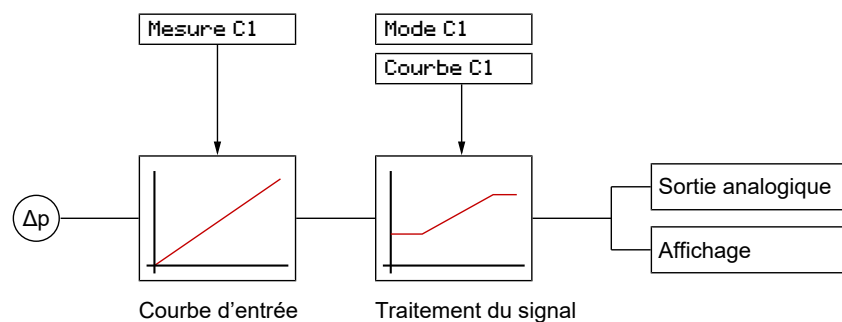 Mesure C1
Mode C1
Courbe C1
Δp
Sortie analogique
Affichage
Courbe d'entrée
Traitement du signal